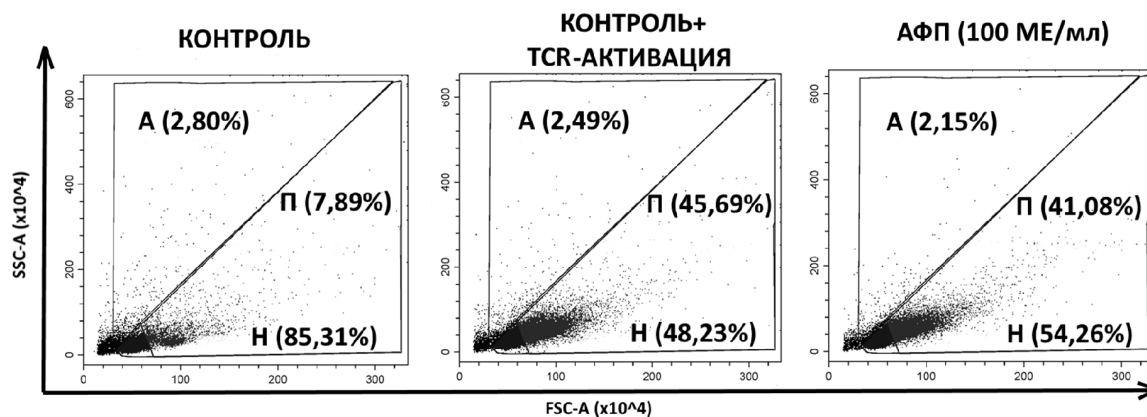 КОНТРОЛЬ
КОНТРОЛЬ+
TCR-АКТИВАЦИЯ
АФП (100 МЕ/мл)
SSC-A (x10^4)
600
400
200
0
А (2,80%)
П (7,89%)
Н (85,31%)
0
100
200
300
600
400
200
0
А (2,49%)
П (45,69%)
Н (48,23%)
0
100
200
300
600
400
200
0
А (2,15%)
П (41,08%)
Н (54,26%)
0
100
200
300
FSC-A (x10^4)